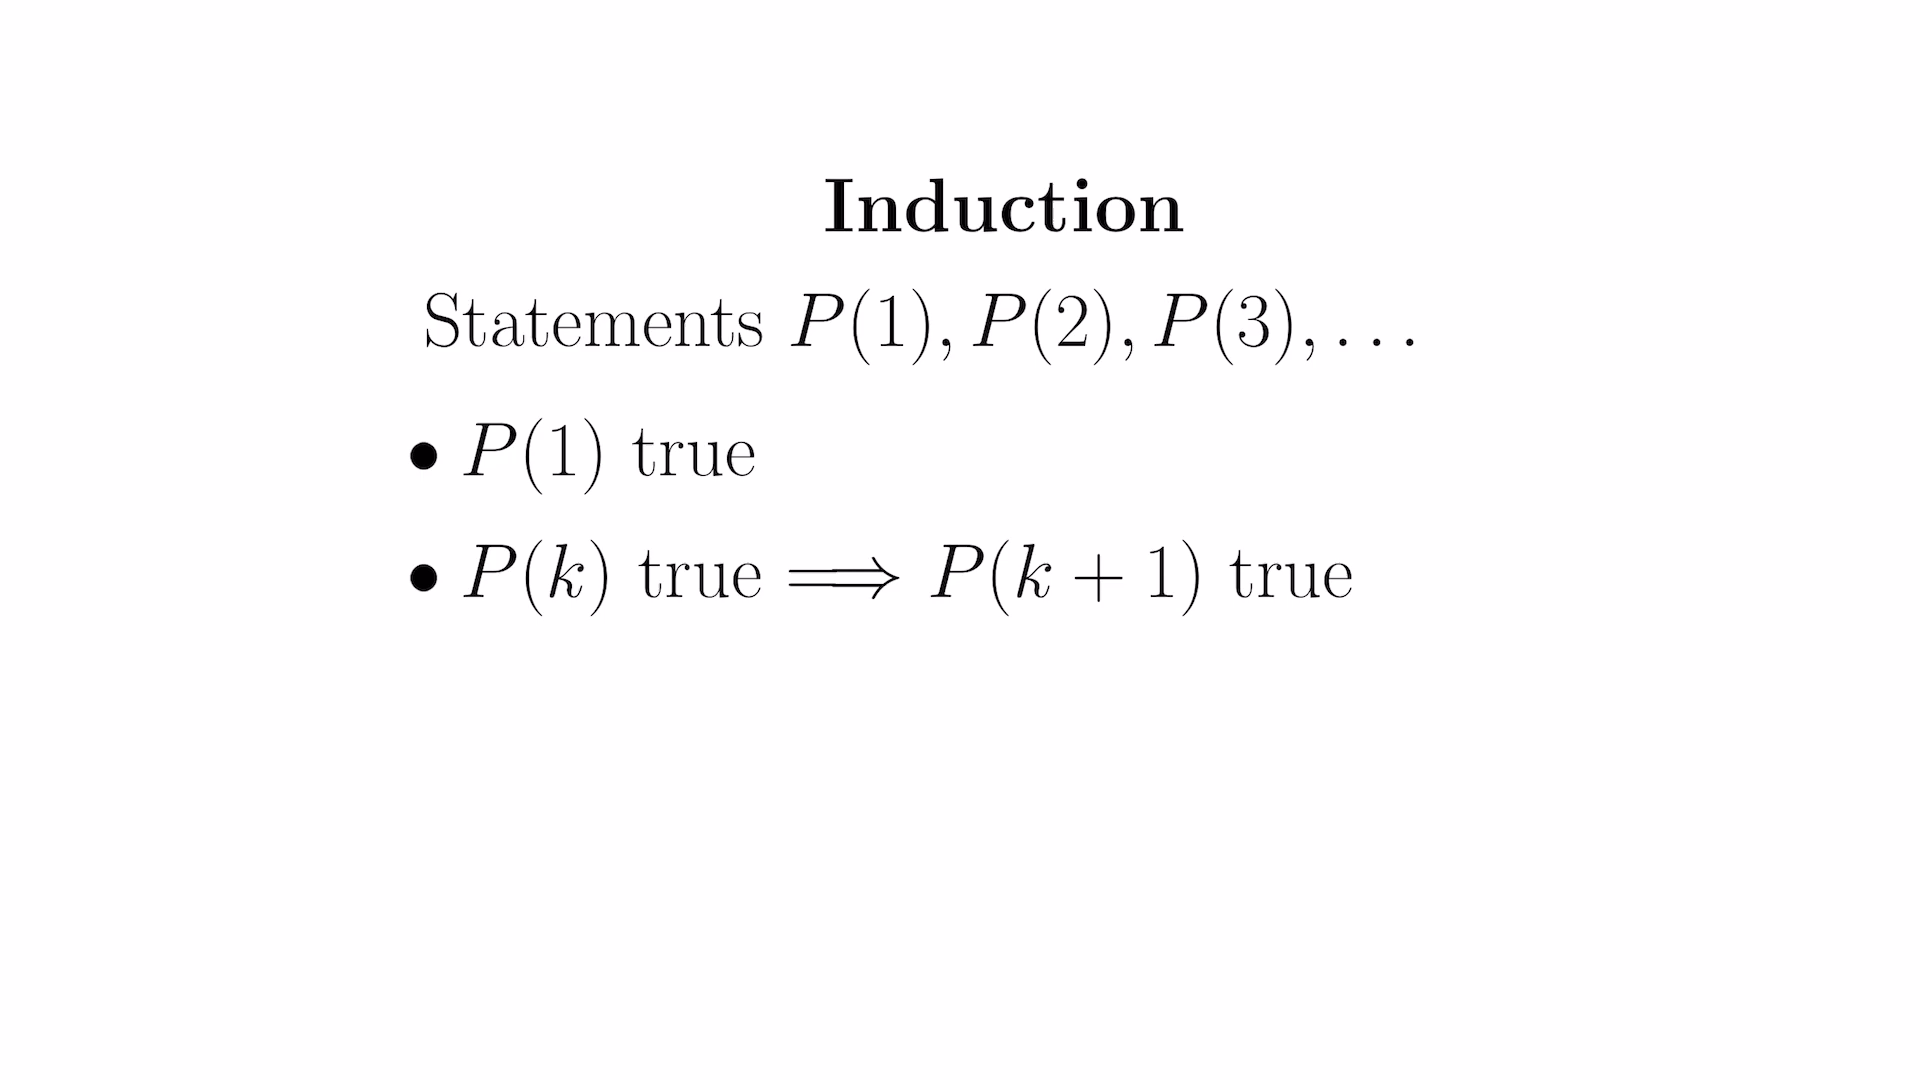 Induction
Statements P(1), P(2), P(3), . . .
• P(1) true
• P(k) true ⟹ P(k + 1) true